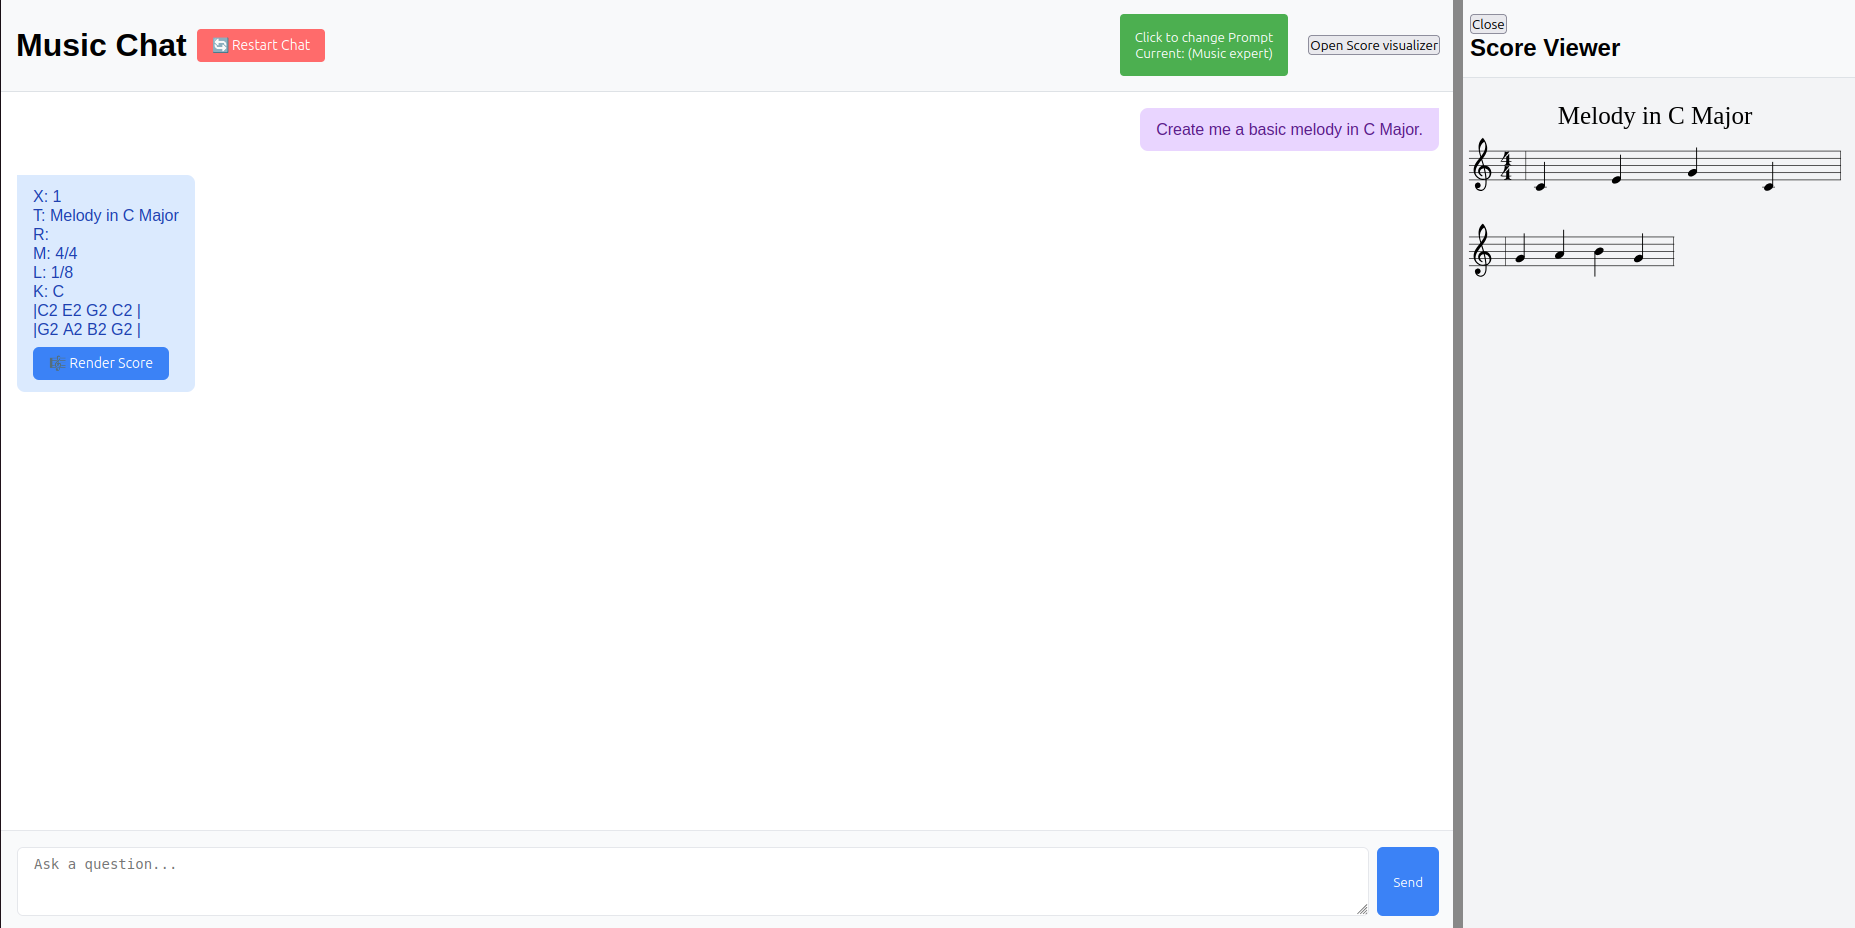 Music Chat
🔄 Restart Chat
Click to change Prompt
Current: (Music expert)
Open Score visualizer
Create me a basic melody in C Major.
X: 1
T: Melody in C Major
R:
M: 4/4
L: 1/8
K: C
|C2 E2 G2 C2 |
|G2 A2 B2 G2 |
🎼 Render Score
Ask a question...
Send
Close
Score Viewer
Melody in C Major
4
4